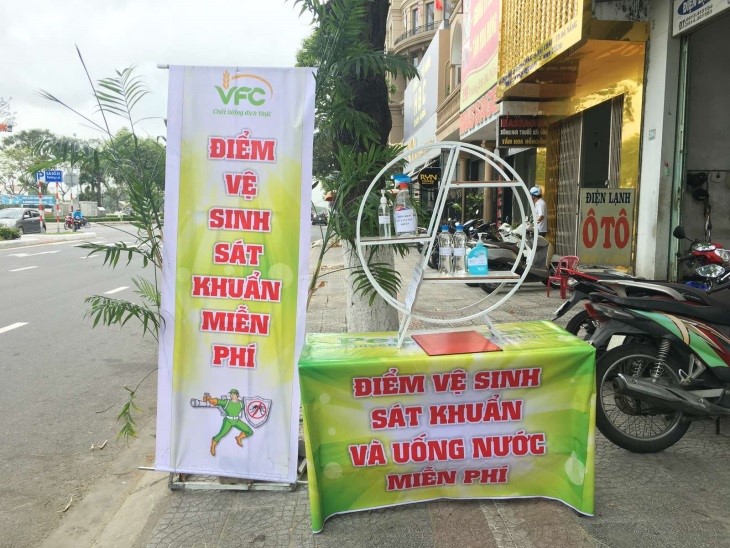 VFC
Chất lượng đích thực
ĐIỂM
VỆ
SINH
SÁT
KHUẨN
MIỄN
PHÍ
ĐIỂM VỆ SINH
SÁT KHUẨN
VÀ UỐNG NƯỚC
MIỄN PHÍ
ĐIỆN LẠNH
ÔTÔ